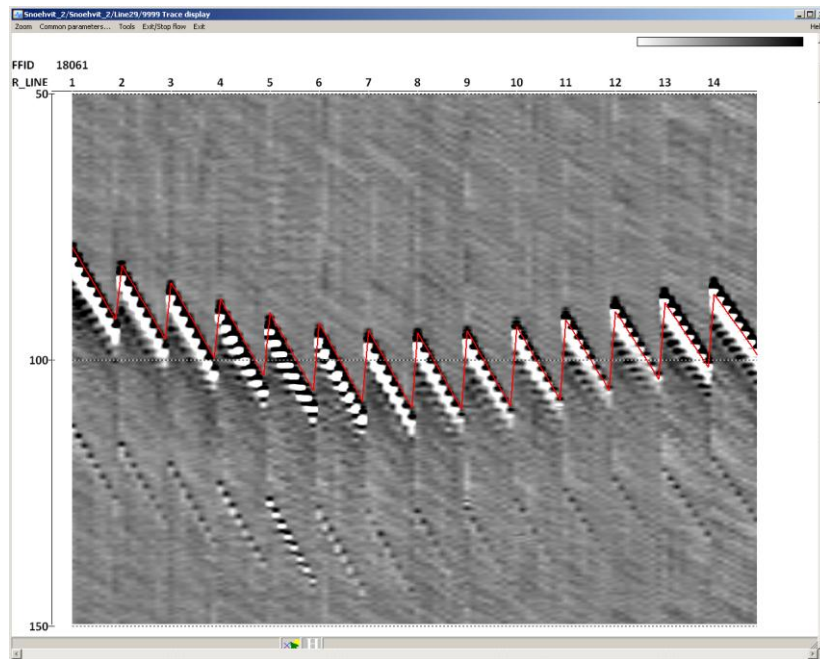 Snoehvit_2/Snoehvit_2/Line29/9999 Trace display
Zoom Common parameters... Tools Exit/Stop flow Exit
FFID 18061
R_LINE 1 2 3 4 5 6 7 8 9 10 11 12 13 14
50
100
150